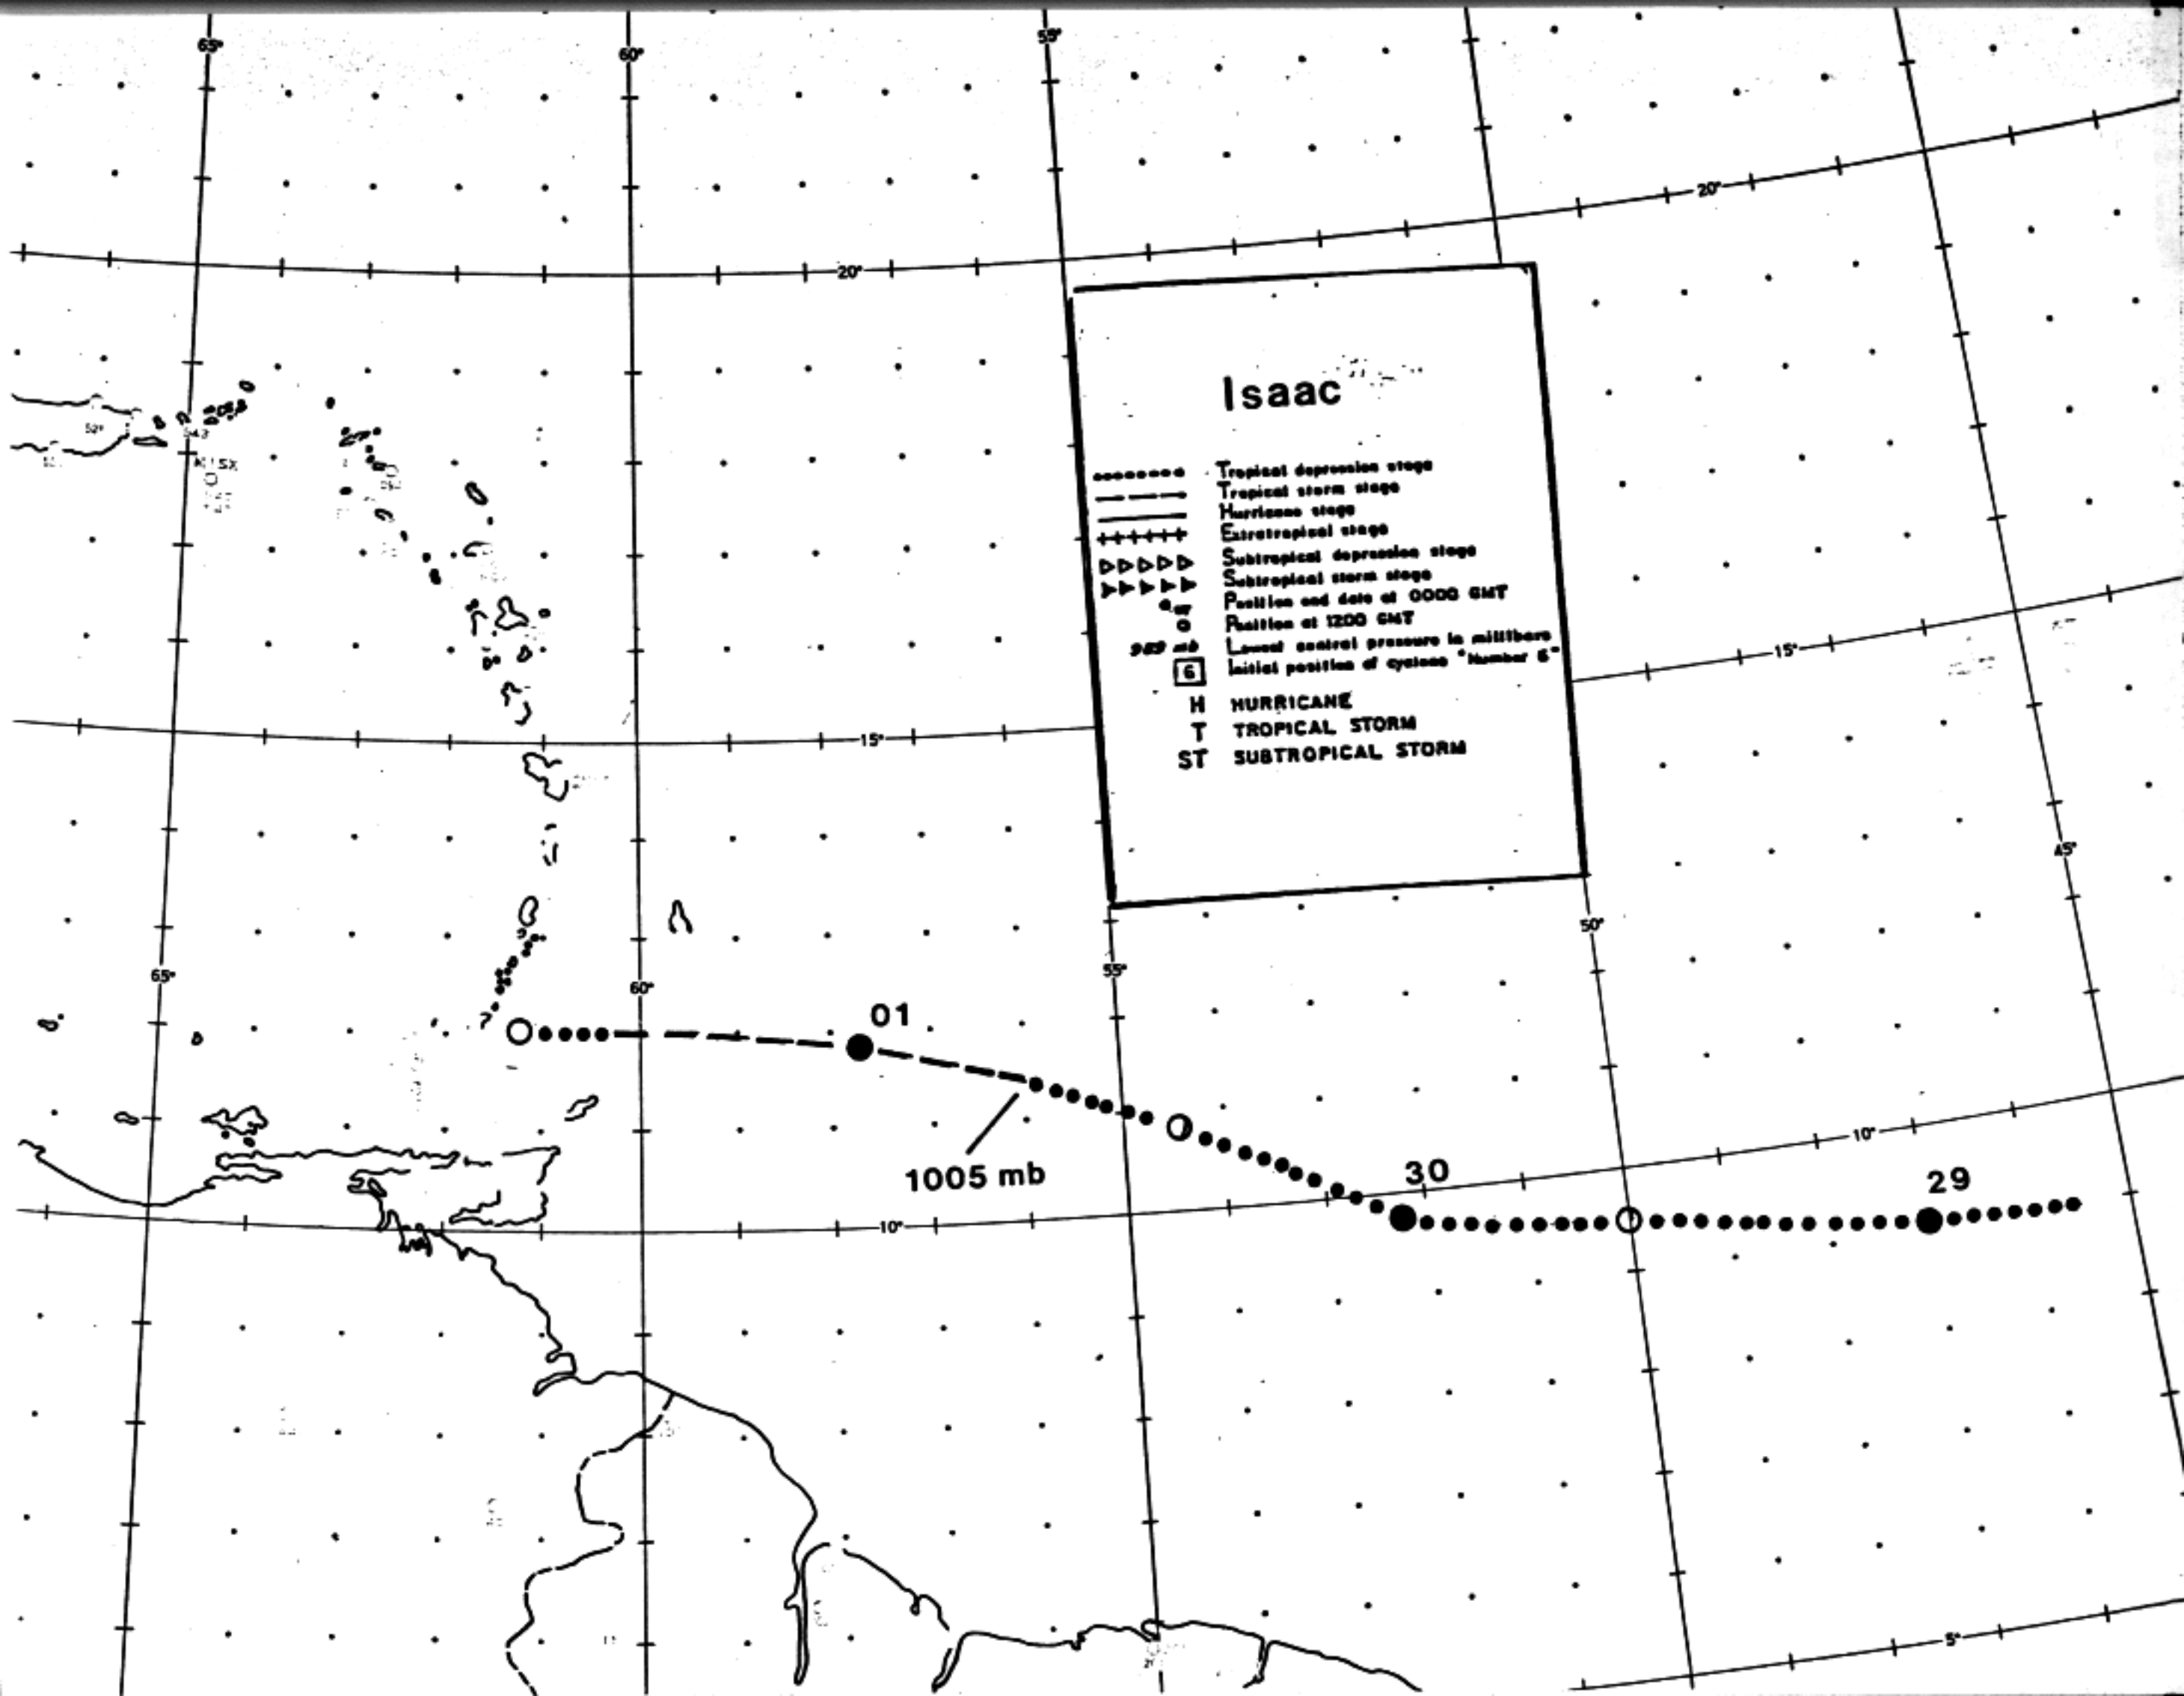 65°
60°
55°
20°
20°
Isaac
Tropical depression stage
Tropical storm stage
Hurricane stage
Extratropical stage
Subtropical depression stage
Subtropical storm stage
Position and date at 0000 GMT
Position at 1200 GMT
989 mb Lowest central pressure in millibars
6 Initial position of cyclone "Number 6"
H HURRICANE
T TROPICAL STORM
ST SUBTROPICAL STORM
15°
15°
45°
50°
65°
60°
55°
01
10°
30
29
1005 mb
10°
5°